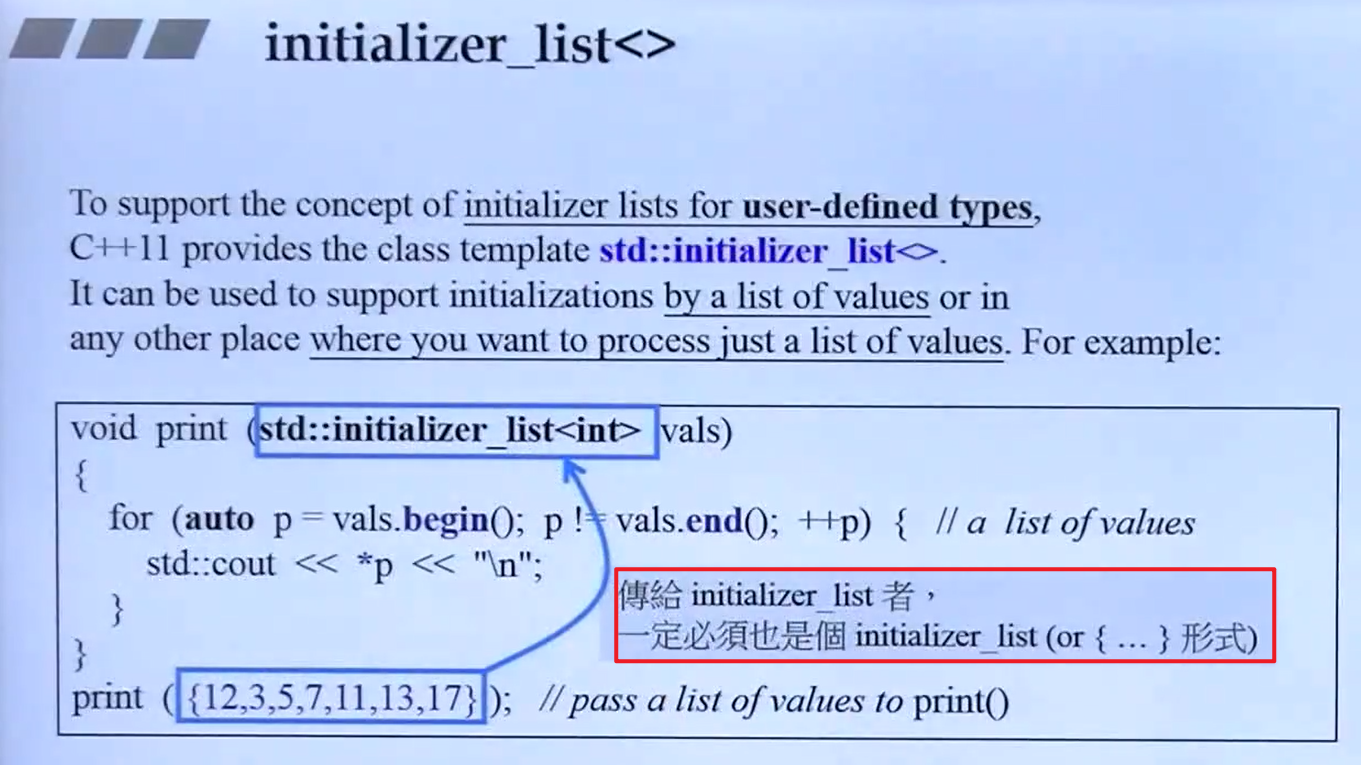 initializer_list<>
To support the concept of initializer lists for user-defined types,
C++11 provides the class template std::initializer_list<>.
It can be used to support initializations by a list of values or in
any other place where you want to process just a list of values. For example:
void print (std::initializer_list<int> vals)
{
for (auto p = vals.begin(); p != vals.end(); ++p) { // a list of values
std::cout << *p << "\n";
}
}
傳給 initializer_list 者，
一定必須也是個 initializer_list (or { … } 形式)
print ( {12,3,5,7,11,13,17} ); // pass a list of values to print()